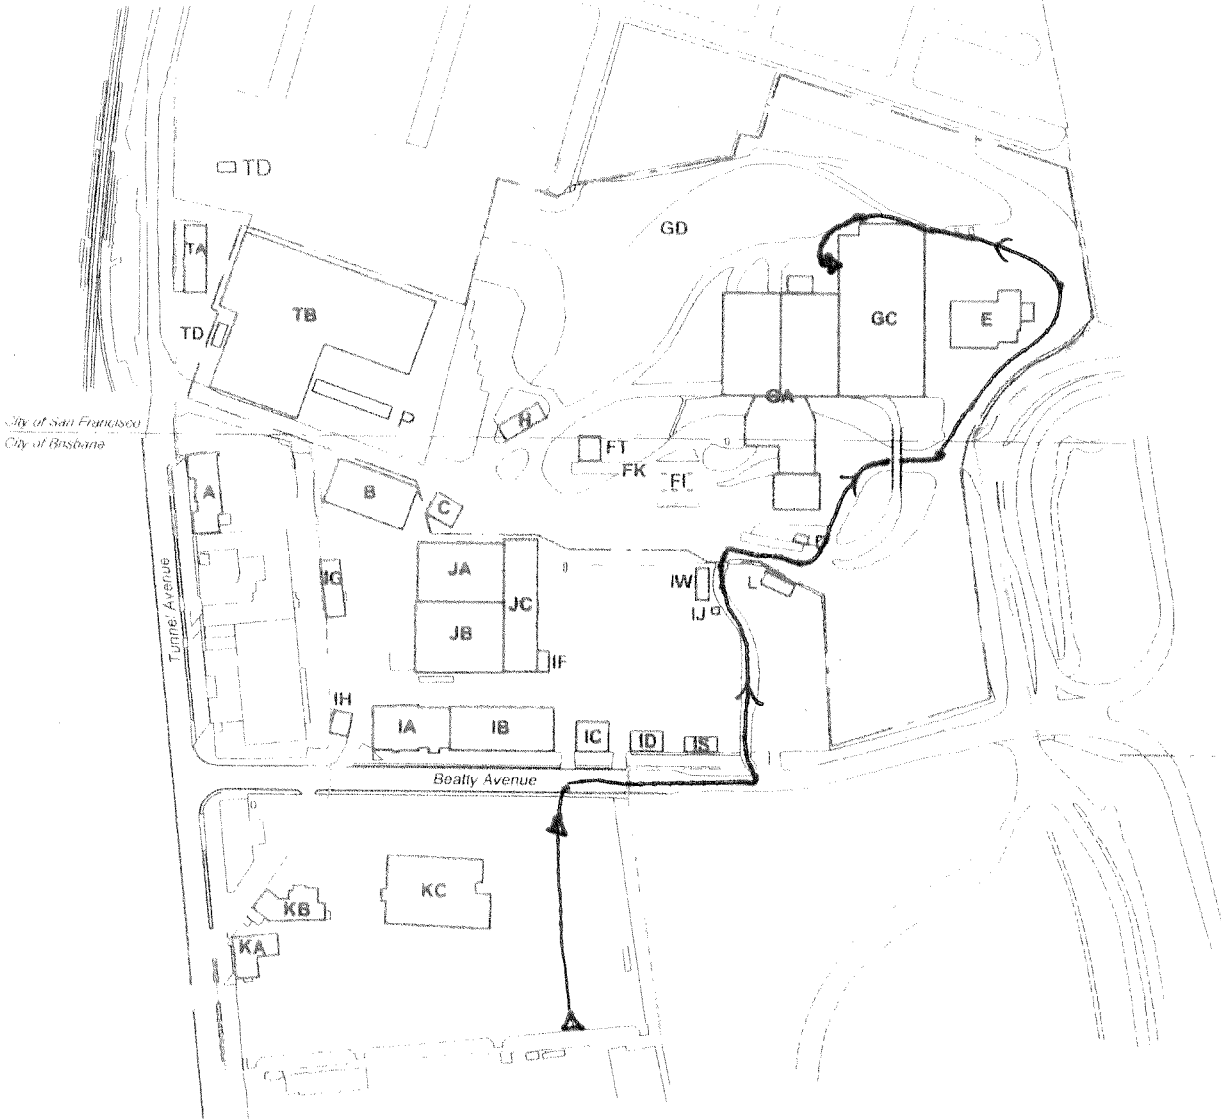 TD
TA
GD
TB
TD
GC
E
P
GA
City of San Francisco
City of Brisbane
H
FT
FK
FI
A
B
C
IG
JA
JC
IW
L
IJ
Tunnel Avenue
JB
IF
IH
IA
IB
IC
ID
IS
Beatty Avenue
KC
KB
KA